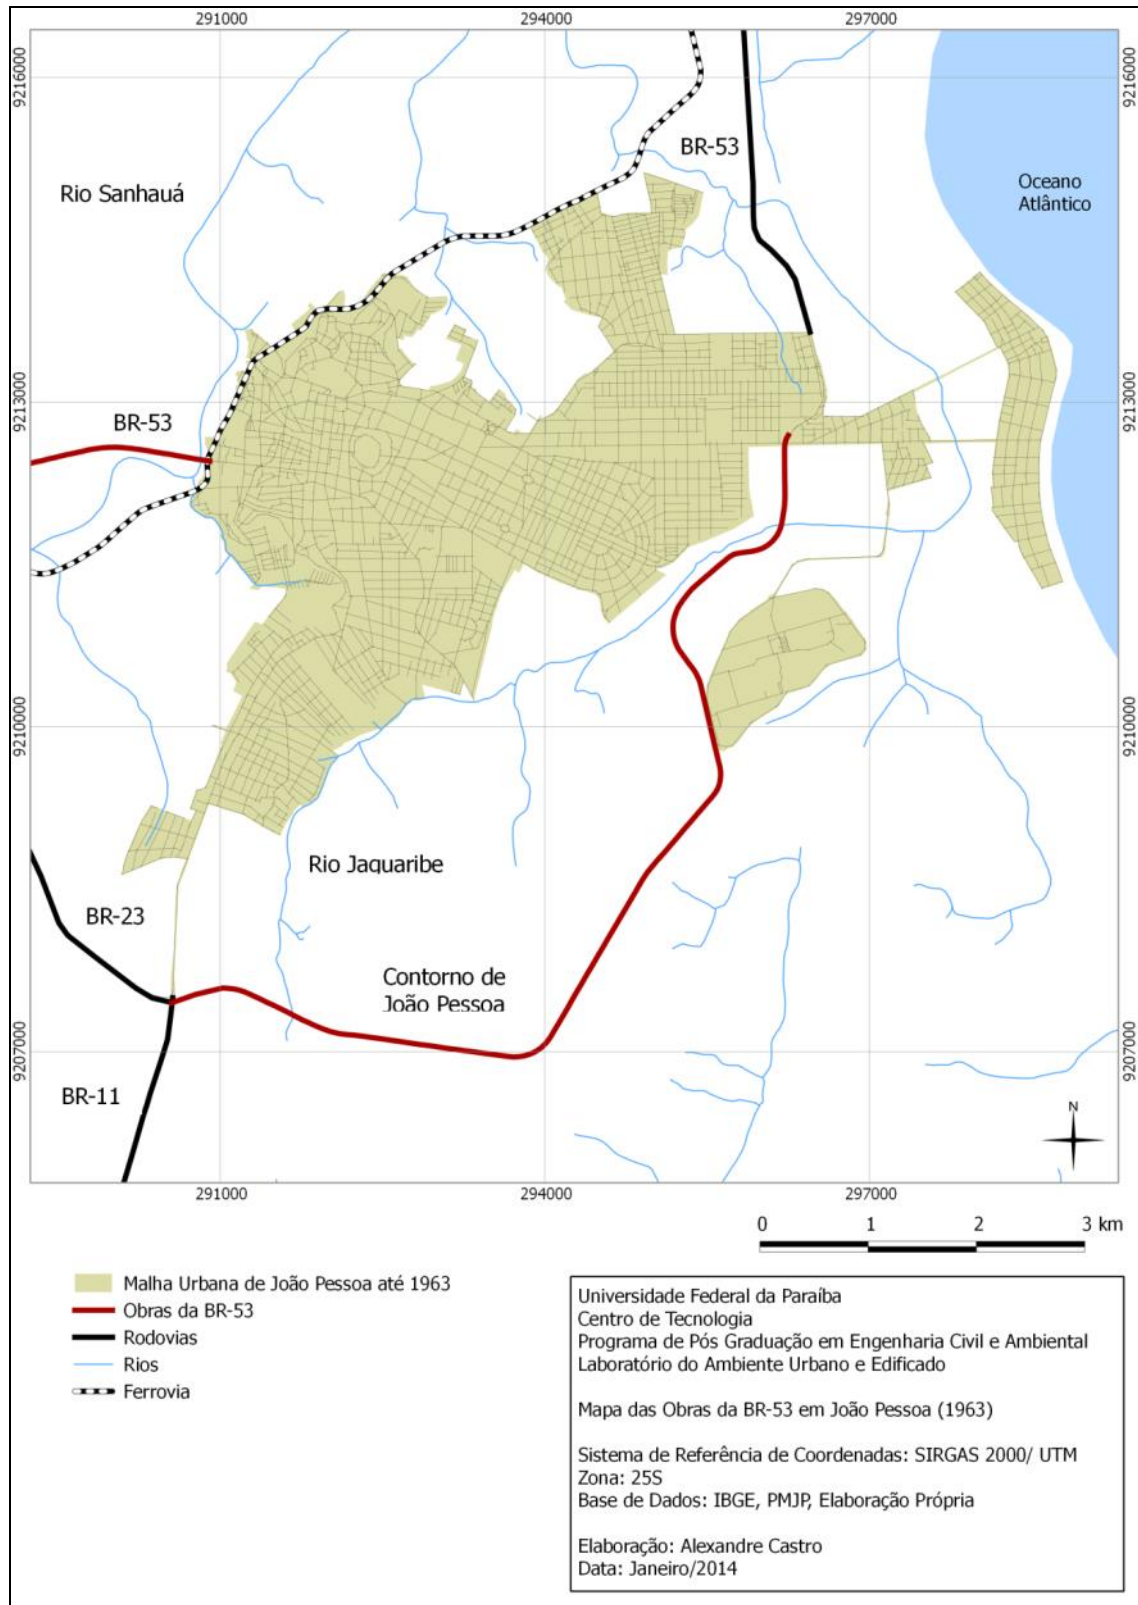 291000
294000
297000
9216000
9216000
BR-53
Rio Sanhauá
Oceano
Atlântico
9213000
9213000
BR-53
9210000
9210000
Rio Jaguaribe
BR-23
Contorno de
João Pessoa
9207000
9207000
BR-11
N
291000
294000
297000
0 1 2 3 km
Malha Urbana de João Pessoa até 1963
Obras da BR-53
Rodovias
Rios
Ferrovia
Universidade Federal da Paraíba
Centro de Tecnologia
Programa de Pós Graduação em Engenharia Civil e Ambiental
Laboratório do Ambiente Urbano e Edificado
Mapa das Obras da BR-53 em João Pessoa (1963)
Sistema de Referência de Coordenadas: SIRGAS 2000/ UTM
Zona: 25S
Base de Dados: IBGE, PMJP, Elaboração Própria
Elaboração: Alexandre Castro
Data: Janeiro/2014